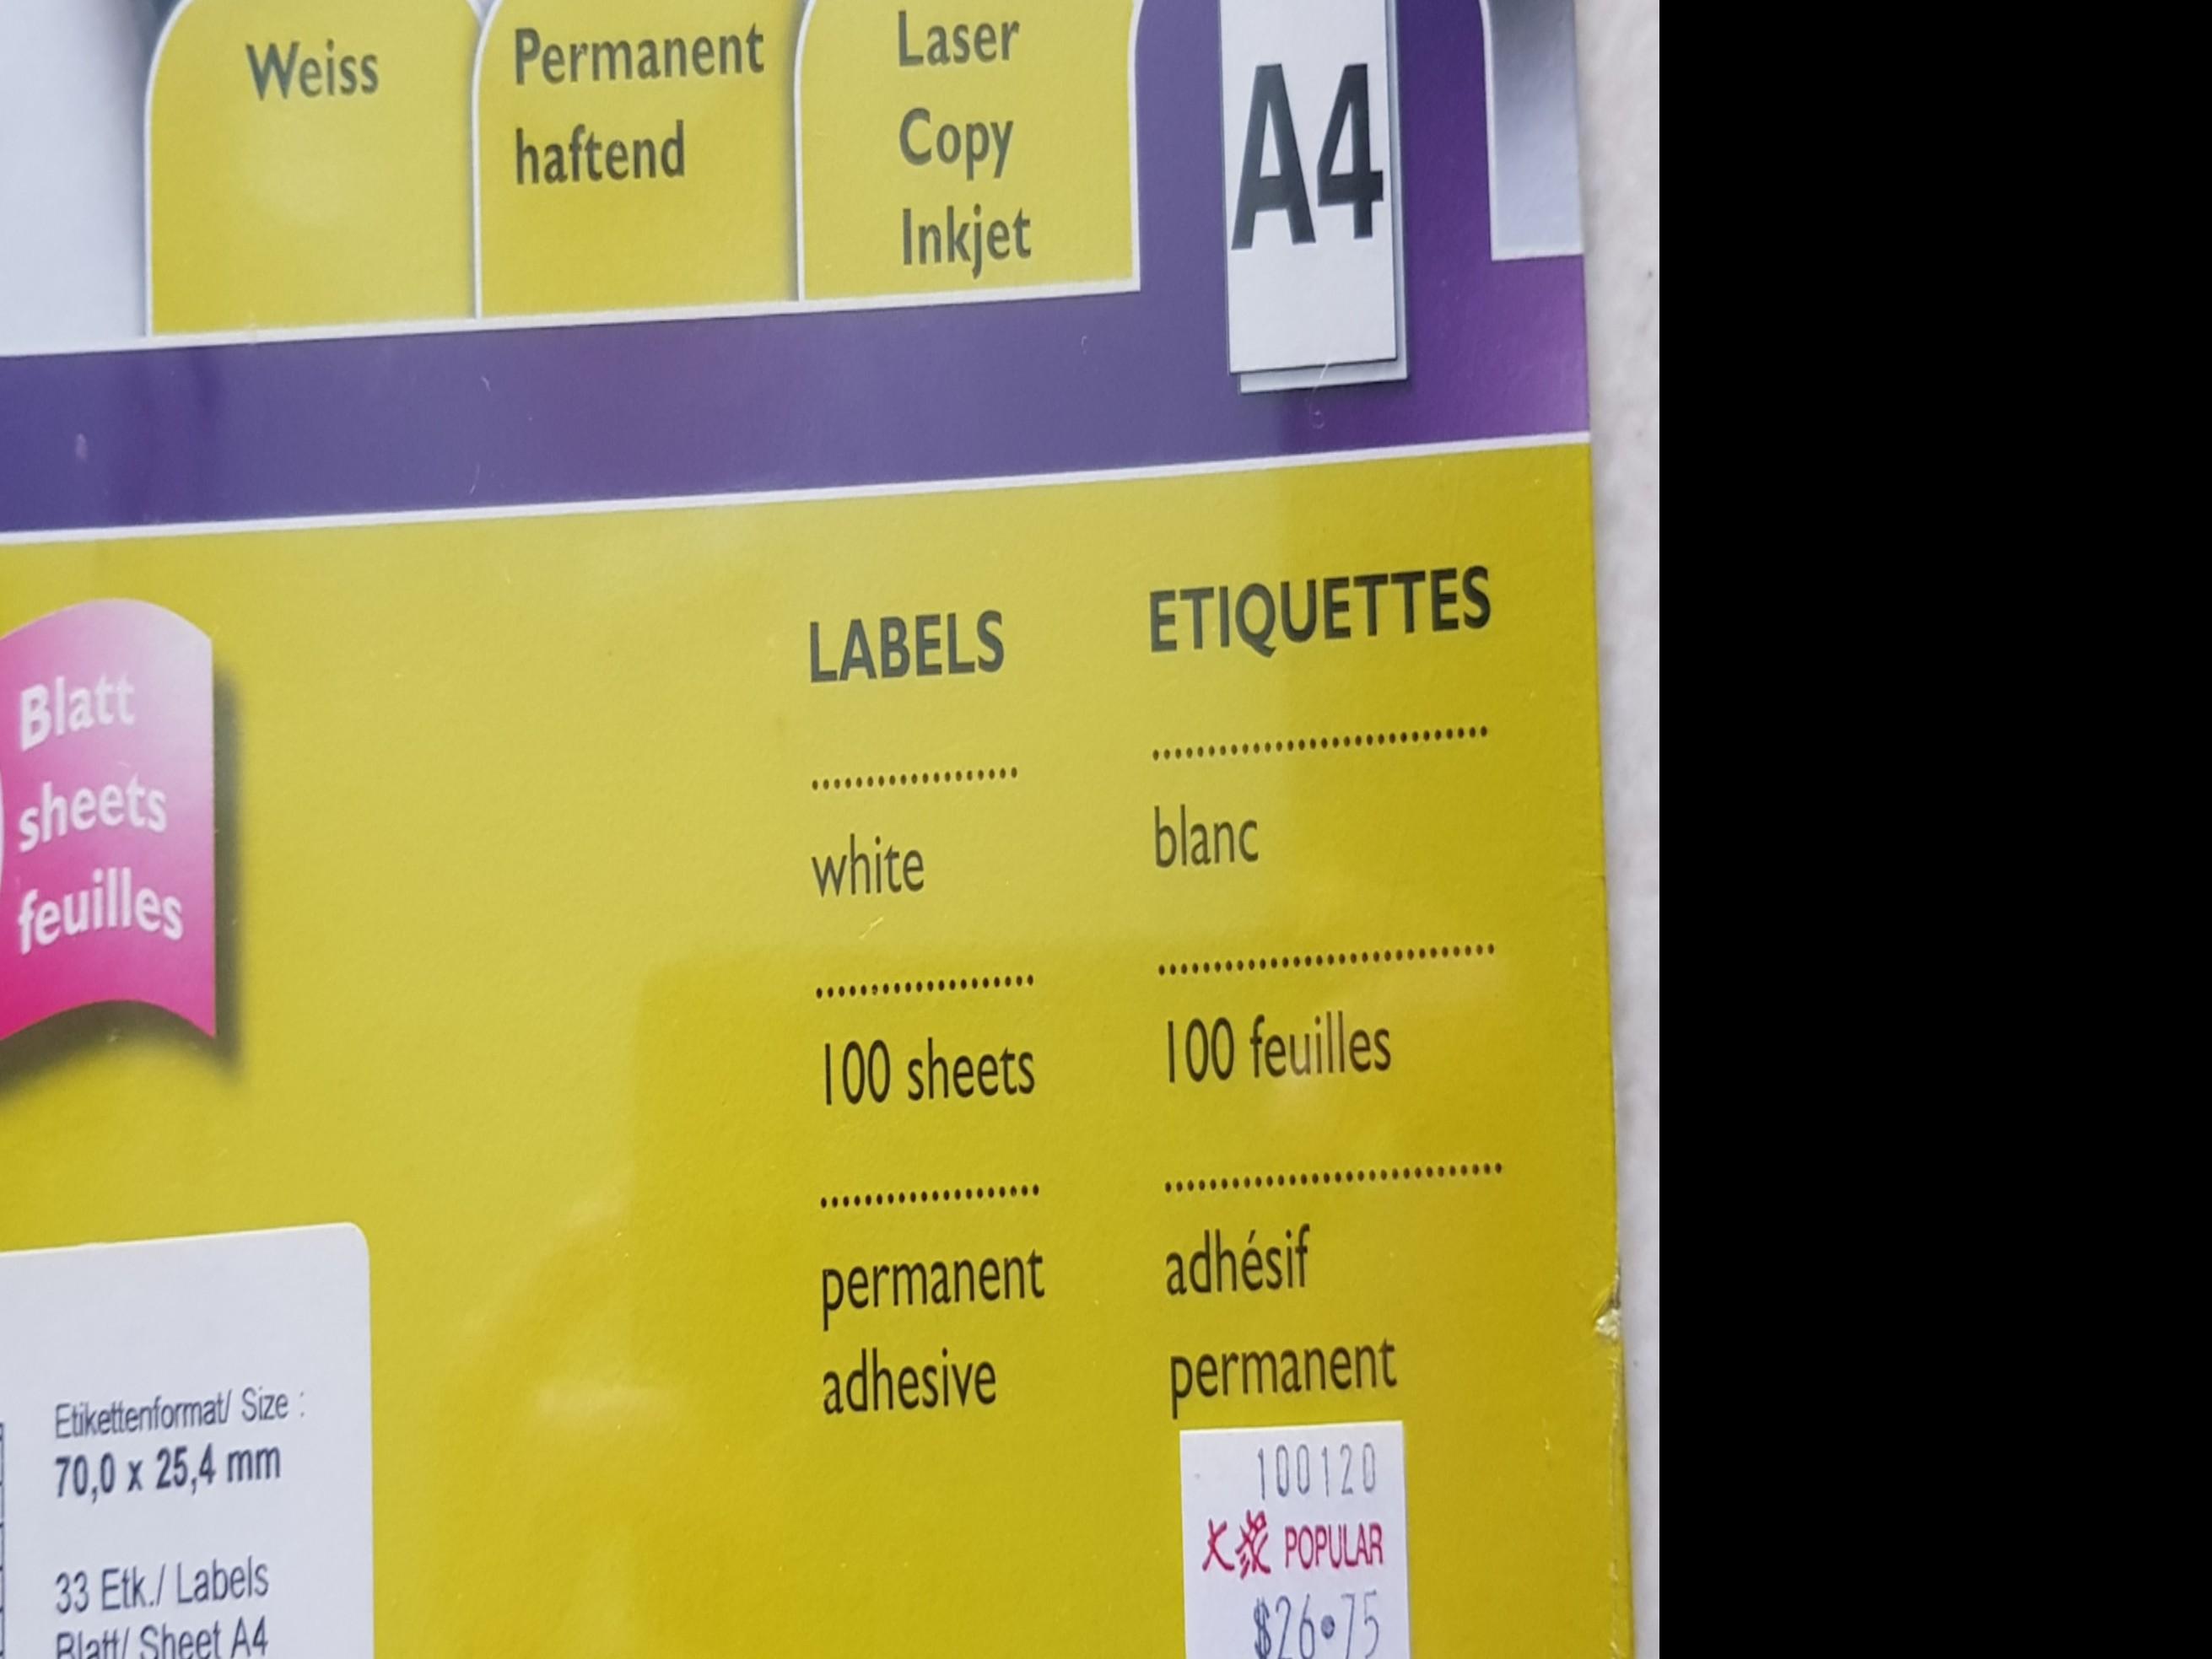 Weiss
Permanent
haftend
Laser
Copy
Inkjet
A4
Blatt
sheets
feuilles
LABELS
white
100 sheets
permanent
adhesive
ETIQUETTES
blanc
100 feuilles
adhésif
permanent
Etikettenformat/ Size :
70,0 x 25,4 mm
33 Etk./ Labels
Blatt/ Sheet A4
100120
大衆 POPULAR
$26.75